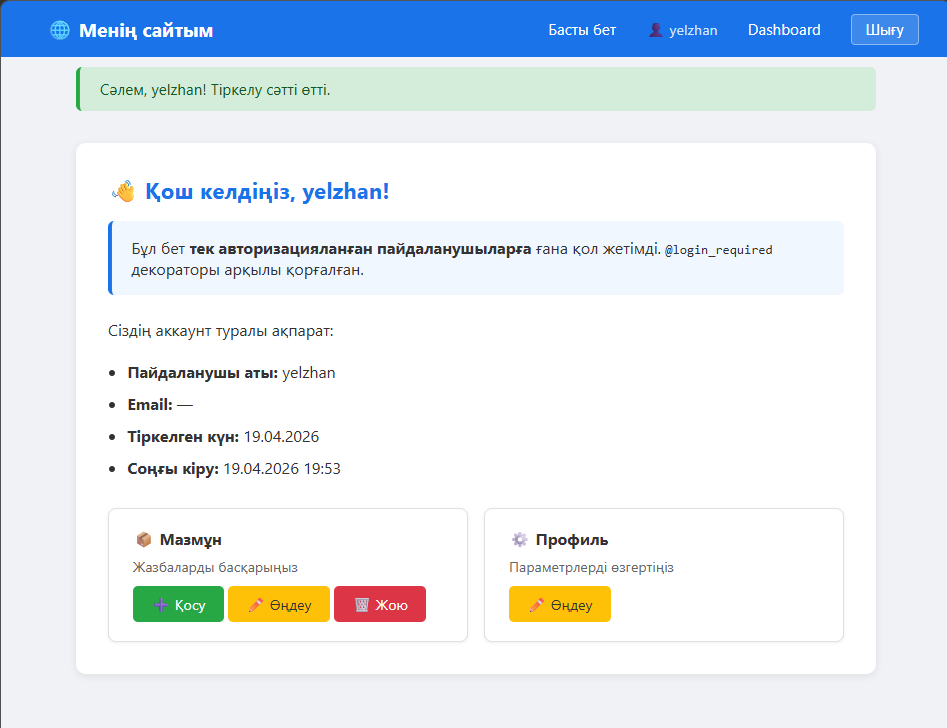 Менің сайтым
Басты бет
yelzhan
Dashboard
Шығу
Сәлем, yelzhan! Тіркелу сәтті өтті.
Қош келдіңіз, yelzhan!
Бұл бет тек авторизацияланған пайдаланушыларға ғана қол жетімді. @login_required
декораторы арқылы қорғалған.
Сіздің аккаунт туралы ақпарат:
Пайдаланушы аты: yelzhan
Email: —
Тіркелген күн: 19.04.2026
Соңғы кіру: 19.04.2026 19:53
Мазмұн
Жазбаларды басқарыңыз
Қосу
Өңдеу
Жою
Профиль
Параметрлерді өзгертіңіз
Өңдеу